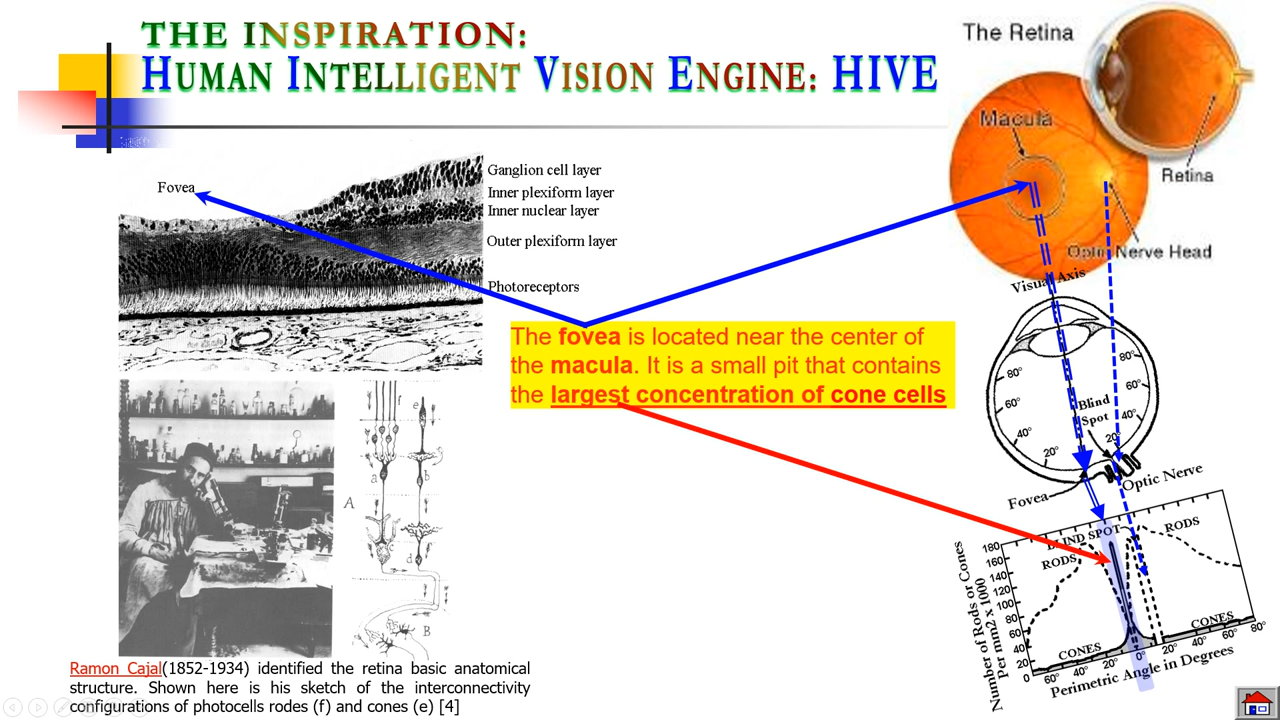 THE INSPIRATION:
HUMAN INTELLIGENT VISION ENGINE: HIVE
The Retina
Macula
Retina
Optic Nerve Head
Fovea
Ganglion cell layer
Inner plexiform layer
Inner nuclear layer
Outer plexiform layer
Photoreceptors
The fovea is located near the center of
the macula. It is a small pit that contains
the largest concentration of cone cells
Visual Axis
80° 80°
60° 60°
40° 40°
20° 20°
Blind
Spot
Fovea
Optic Nerve
f e
a b
A
c
d
B
Number of Rods or Cones
Per mm2 x 1000
180
160
140
120
100
80
60
40
20
0
BLIND SPOT
RODS
RODS
CONES
CONES
60° 40° 20° 0° 20° 40° 60° 80°
Perimetric Angle in Degrees
Ramon Cajal(1852-1934) identified the retina basic anatomical
structure. Shown here is his sketch of the interconnectivity
configurations of photocells rodes (f) and cones (e) [4]